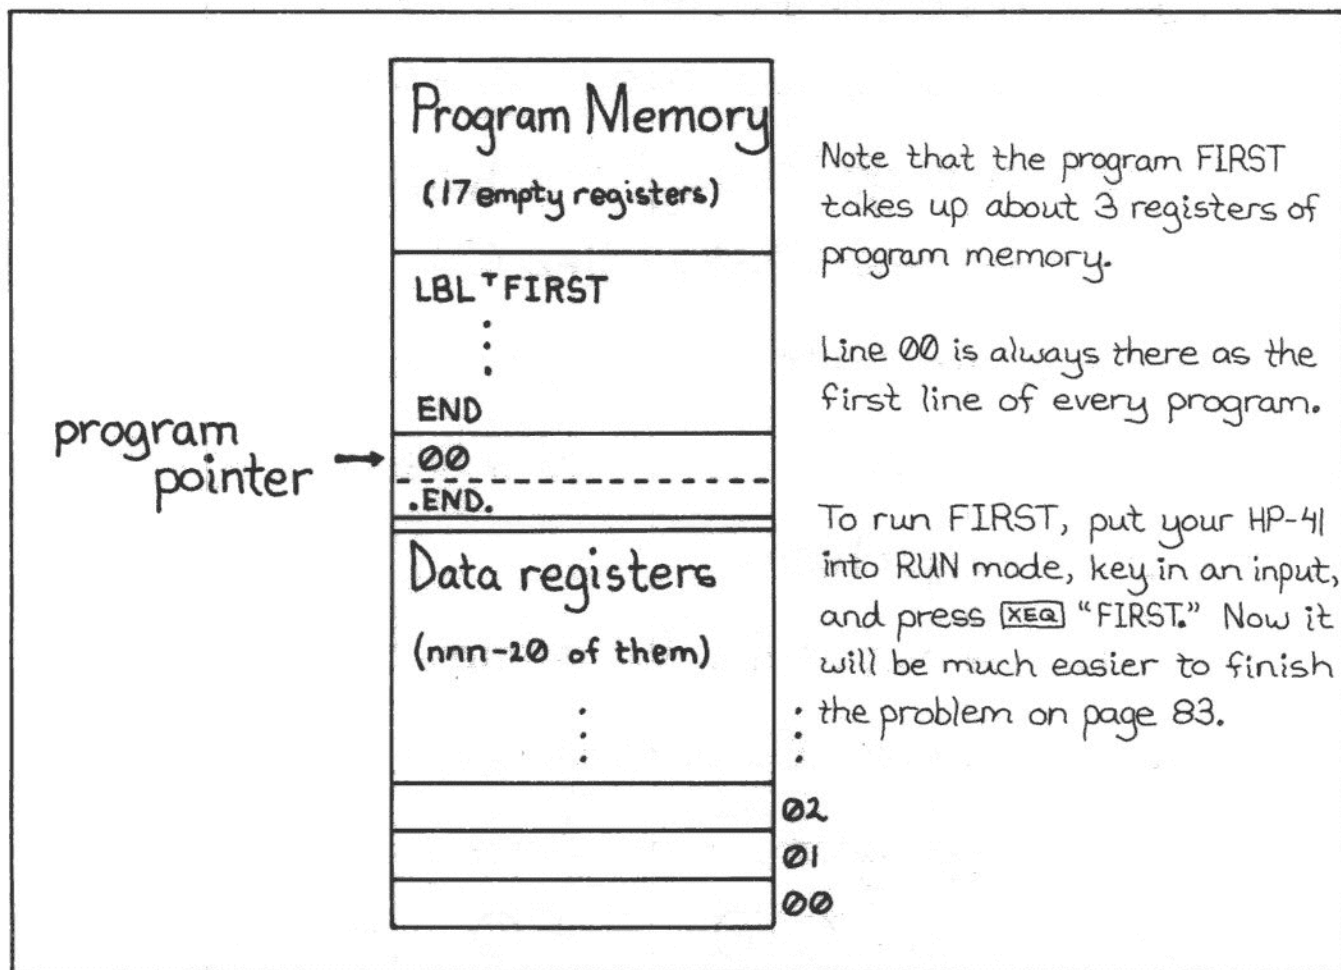 Program Memory
(17 empty registers)
LBL ᵀFIRST
END
00
.END.
program
pointer
Data registers
(nnn-20 of them)
02
01
00
Note that the program FIRST
takes up about 3 registers of
program memory.
Line 00 is always there as the
first line of every program.
To run FIRST, put your HP-41
into RUN mode, key in an input,
and press XEQ "FIRST." Now it
will be much easier to finish
the problem on page 83.